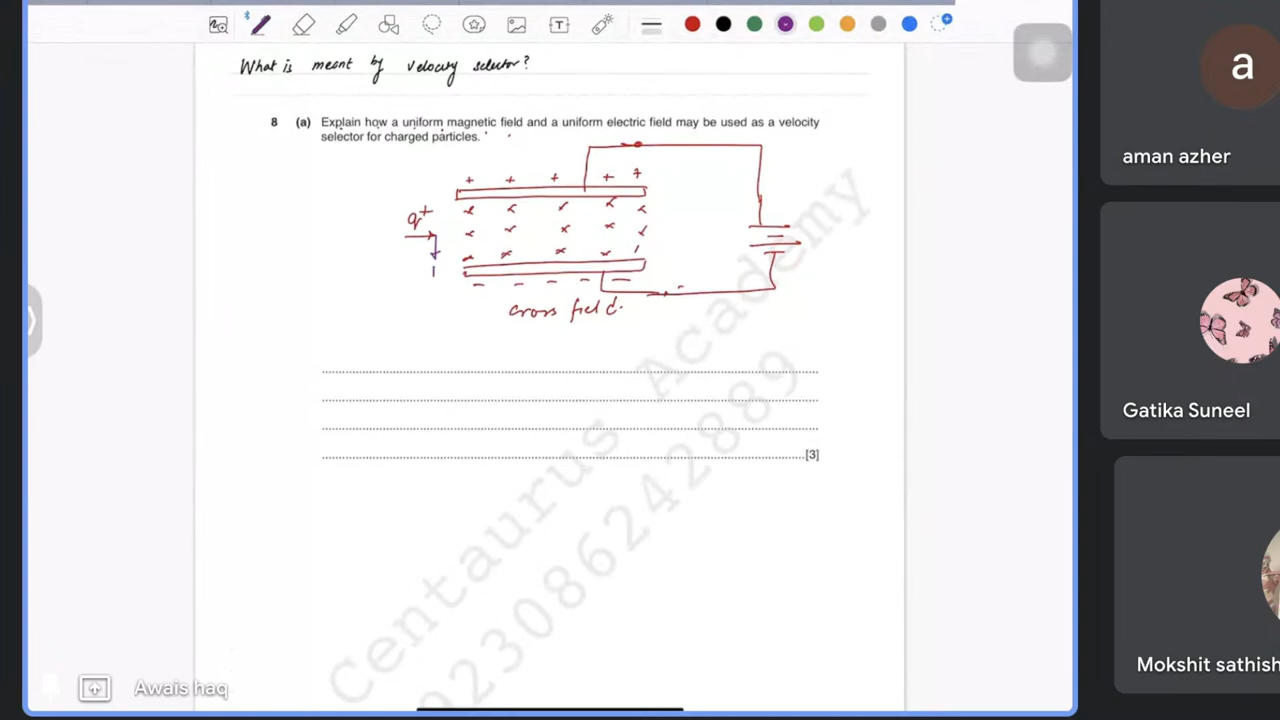 What is meant by velocity selector?
8 (a) Explain how a uniform magnetic field and a uniform electric field may be used as a velocity
selector for charged particles.
q+
cross field.
[3]
Centaurus Academy
023086242889
Awais haq
a
aman azher
Gatika Suneel
Mokshit sathish